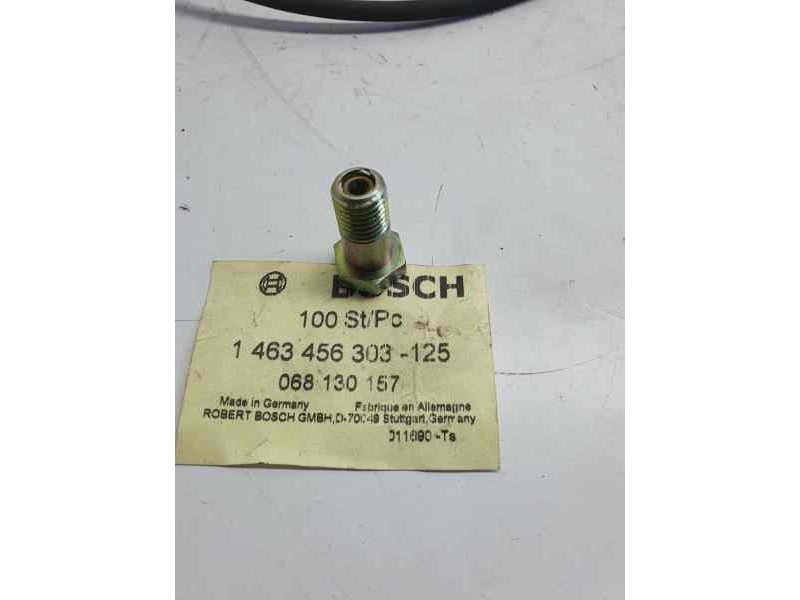 BOSCH
100 St/Pc
1 463 456 303 -125
068 130 157
Made in Germany Fabrique en Allemagne
ROBERT BOSCH GMBH,D-70049 Stuttgart,Germany
011690 -Ts